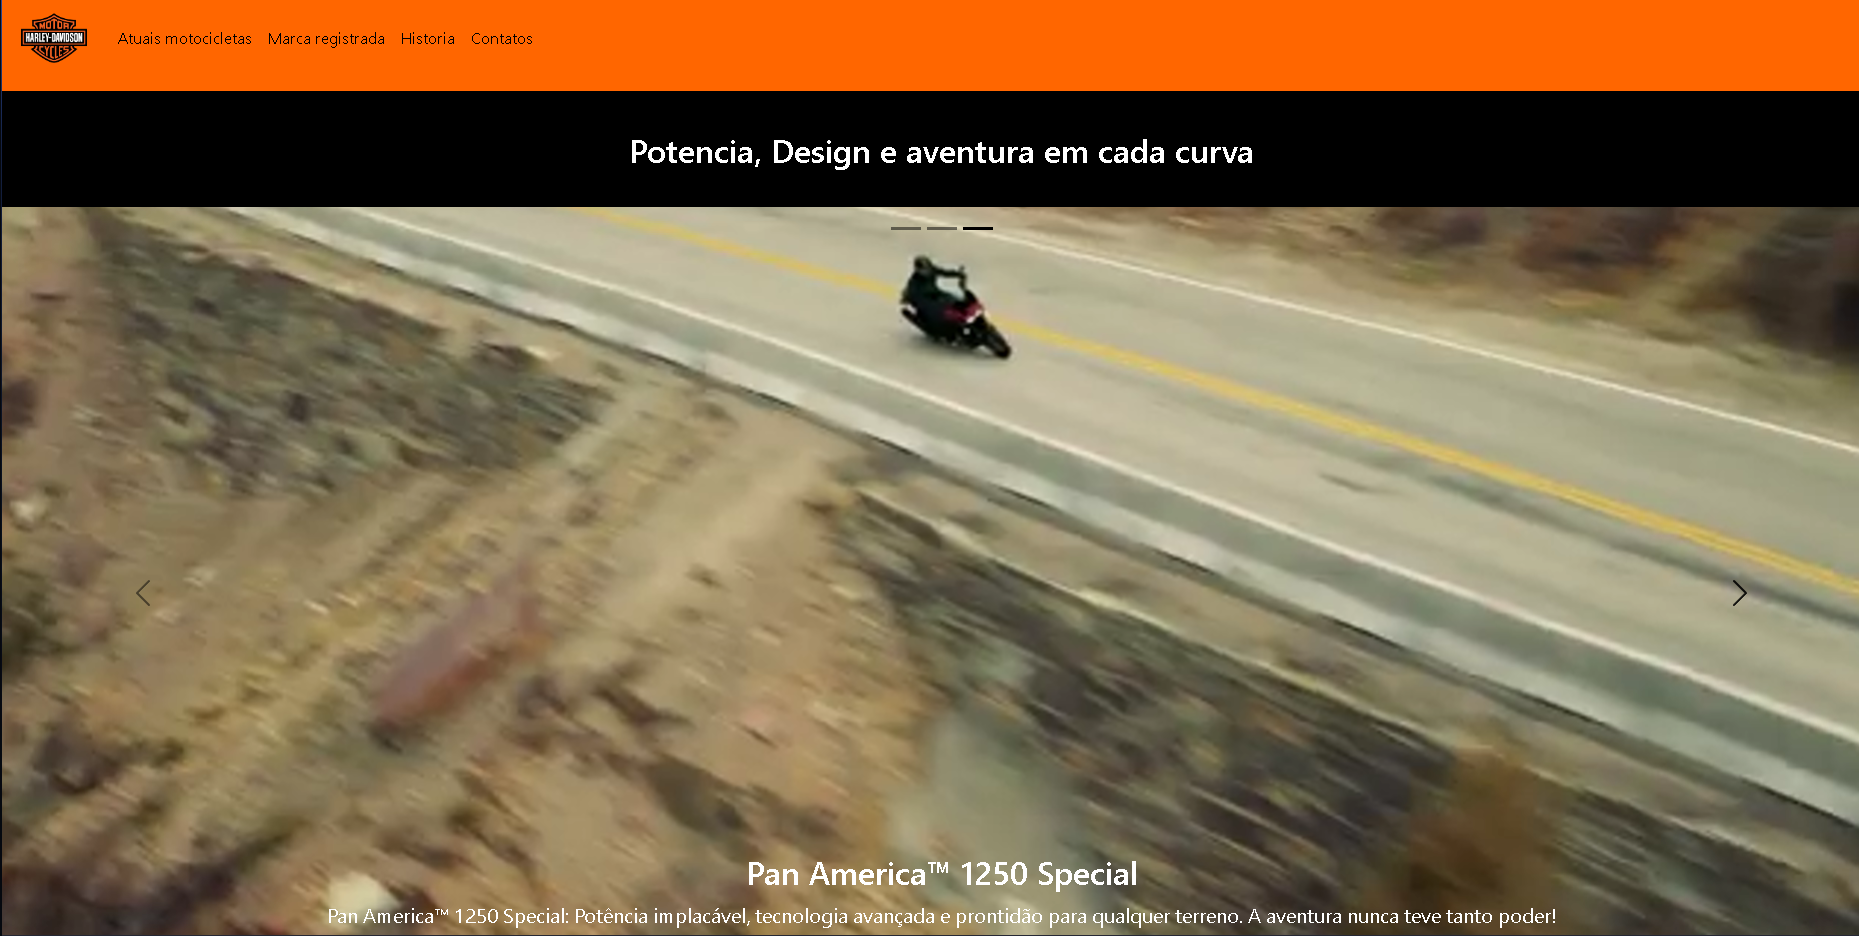 MOTOR
HARLEY-DAVIDSON
CYCLES
Atuais motocicletas Marca registrada Historia Contatos
Potencia, Design e aventura em cada curva
Pan America™ 1250 Special
Pan America™ 1250 Special: Potência implacável, tecnologia avançada e prontidão para qualquer terreno. A aventura nunca teve tanto poder!